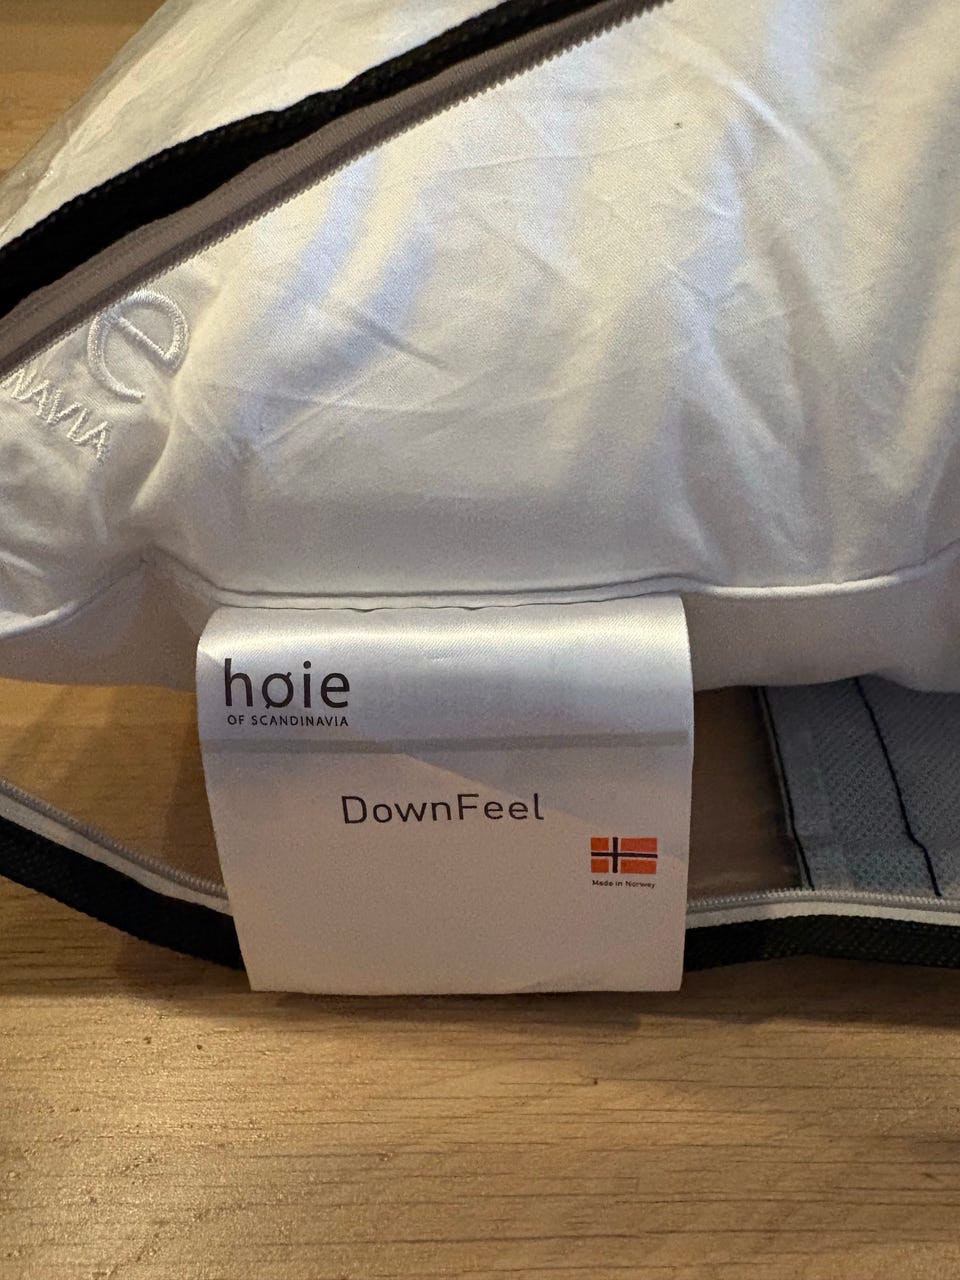 e
NAVIA
høie
OF SCANDINAVIA
DownFeel
Made in Norway